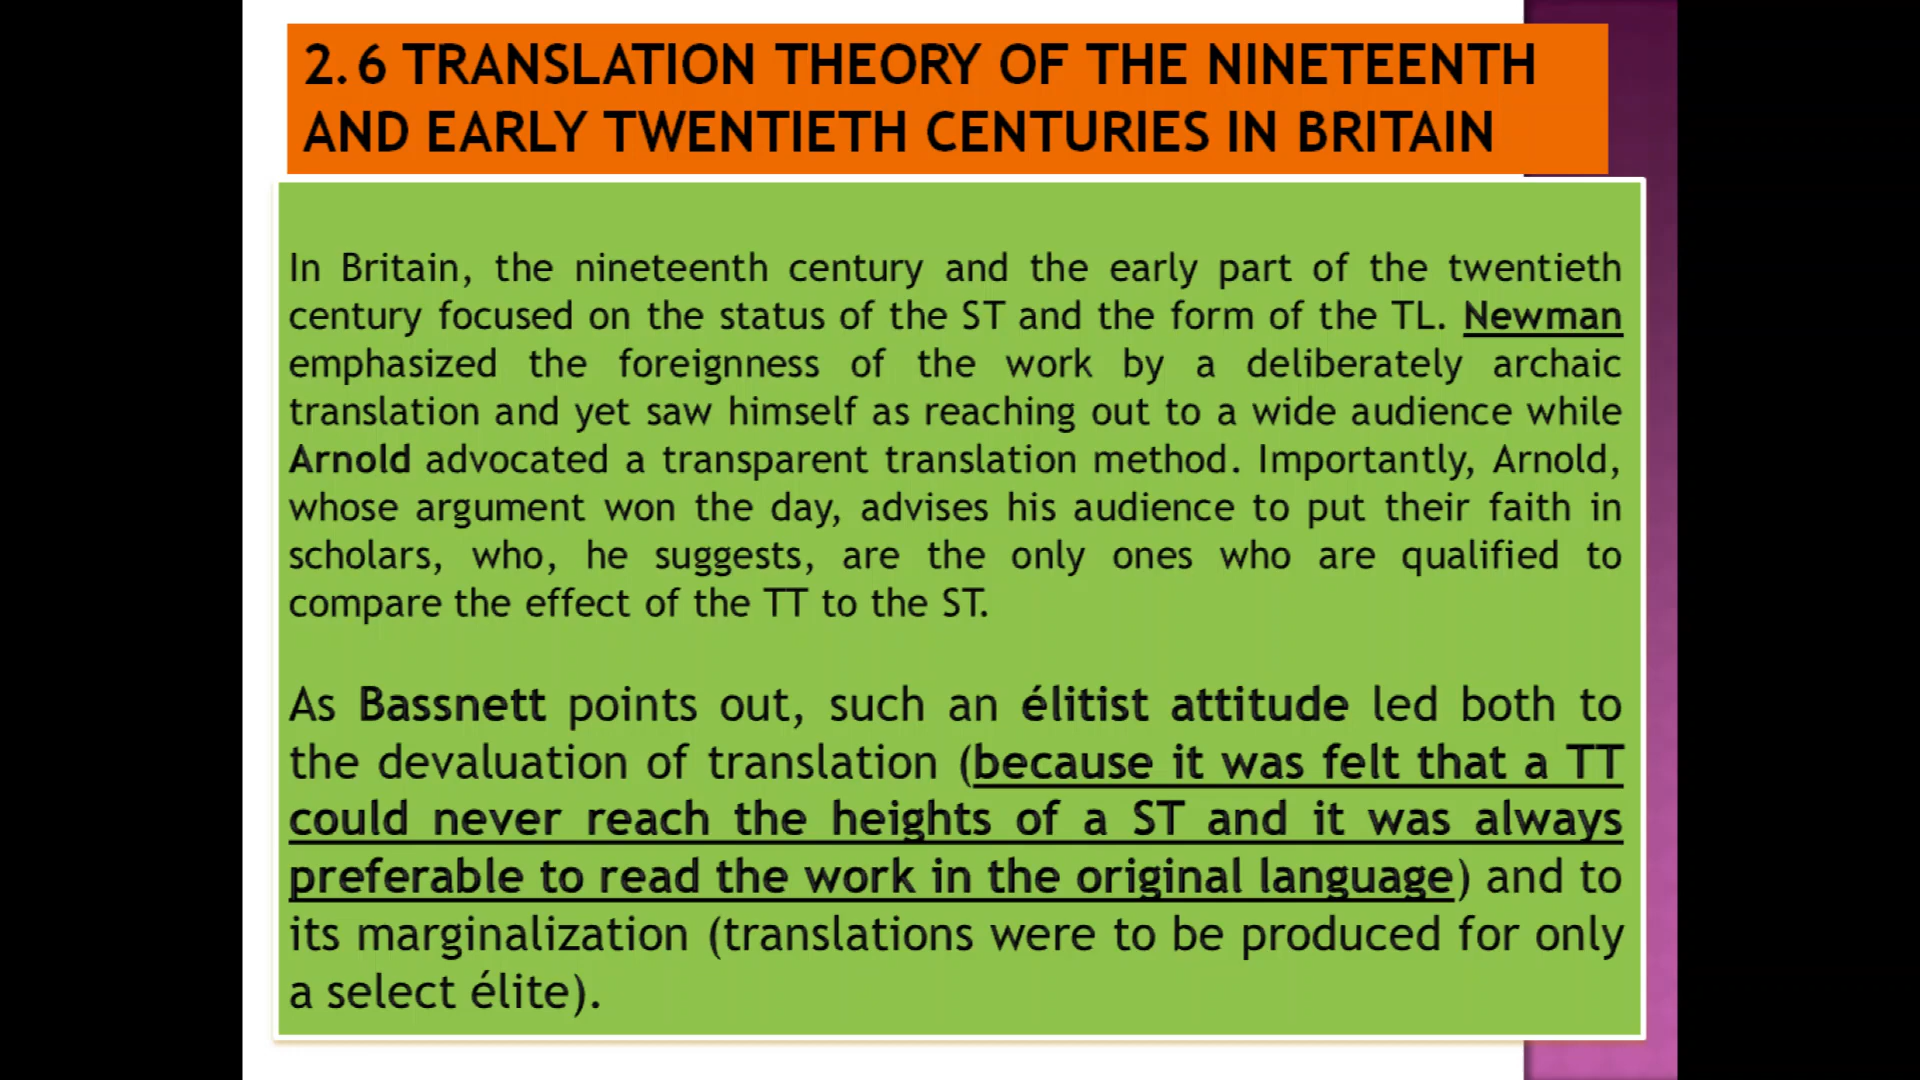 2.6 TRANSLATION THEORY OF THE NINETEENTH
AND EARLY TWENTIETH CENTURIES IN BRITAIN
In Britain, the nineteenth century and the early part of the twentieth
century focused on the status of the ST and the form of the TL. Newman
emphasized the foreignness of the work by a deliberately archaic
translation and yet saw himself as reaching out to a wide audience while
Arnold advocated a transparent translation method. Importantly, Arnold,
whose argument won the day, advises his audience to put their faith in
scholars, who, he suggests, are the only ones who are qualified to
compare the effect of the TT to the ST.
As Bassnett points out, such an élitist attitude led both to
the devaluation of translation (because it was felt that a TT
could never reach the heights of a ST and it was always
preferable to read the work in the original language) and to
its marginalization (translations were to be produced for only
a select élite).